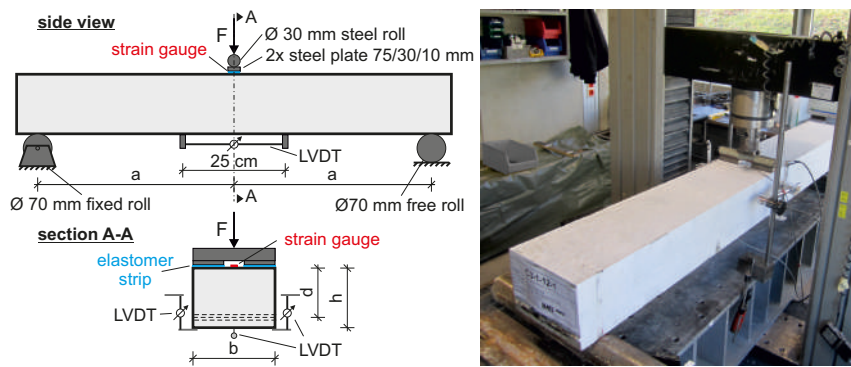 side view
A
F
Ø 30 mm steel roll
strain gauge
2x steel plate 75/30/10 mm
LVDT
25 cm
a
a
A
Ø 70 mm fixed roll
Ø70 mm free roll
section A-A
F
strain gauge
elastomer
strip
d
h
LVDT
LVDT
b